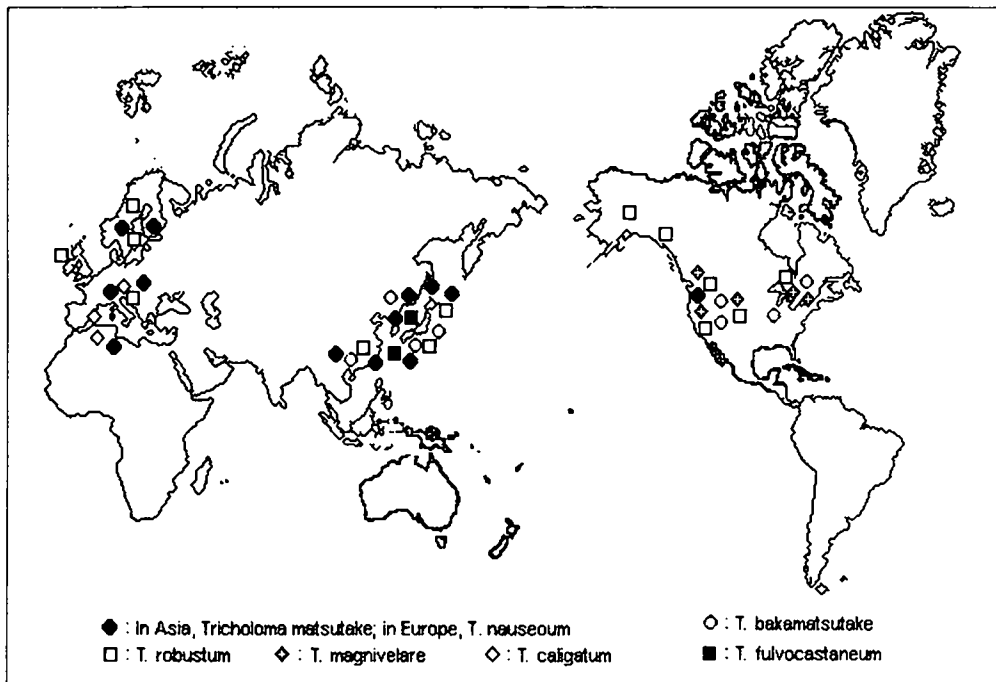 : In Asia, Tricholoma matsutake; in Europe, T. nauseoum
: T. bakamatsutake
: T. robustum
: T. magnivelare
: T. caligatum
: T. fulvocastaneum